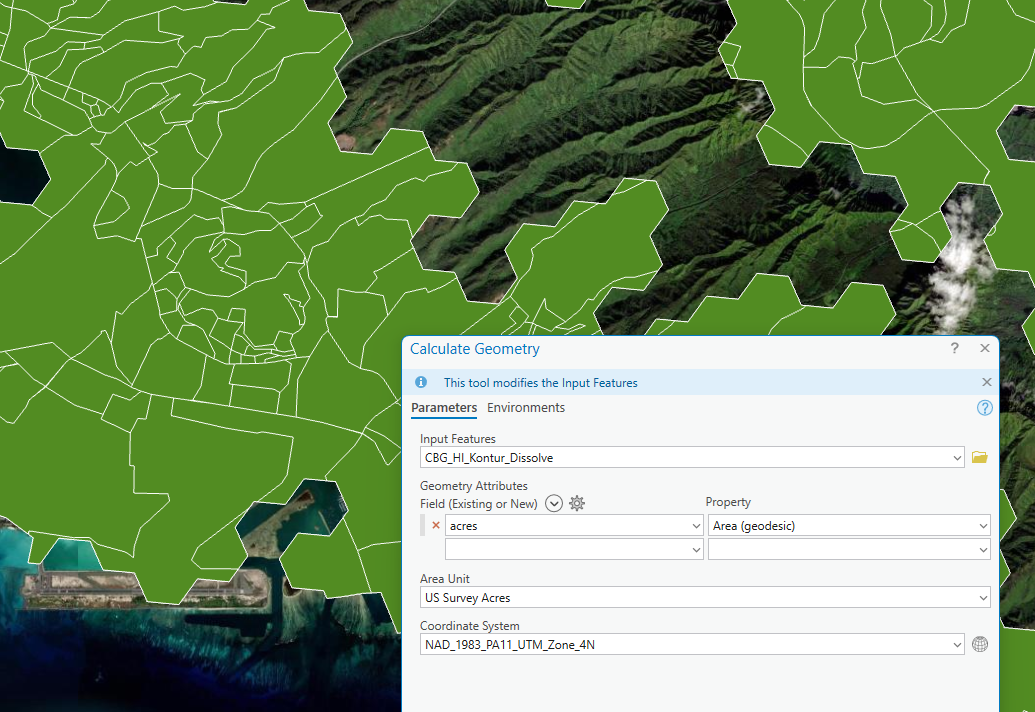 Calculate Geometry ?
This tool modifies the Input Features
Parameters Environments
Input Features
CBG_HI_Kontur_Dissolve
Geometry Attributes
Field (Existing or New) Property
acres Area (geodesic)
Area Unit
US Survey Acres
Coordinate System
NAD_1983_PA11_UTM_Zone_4N